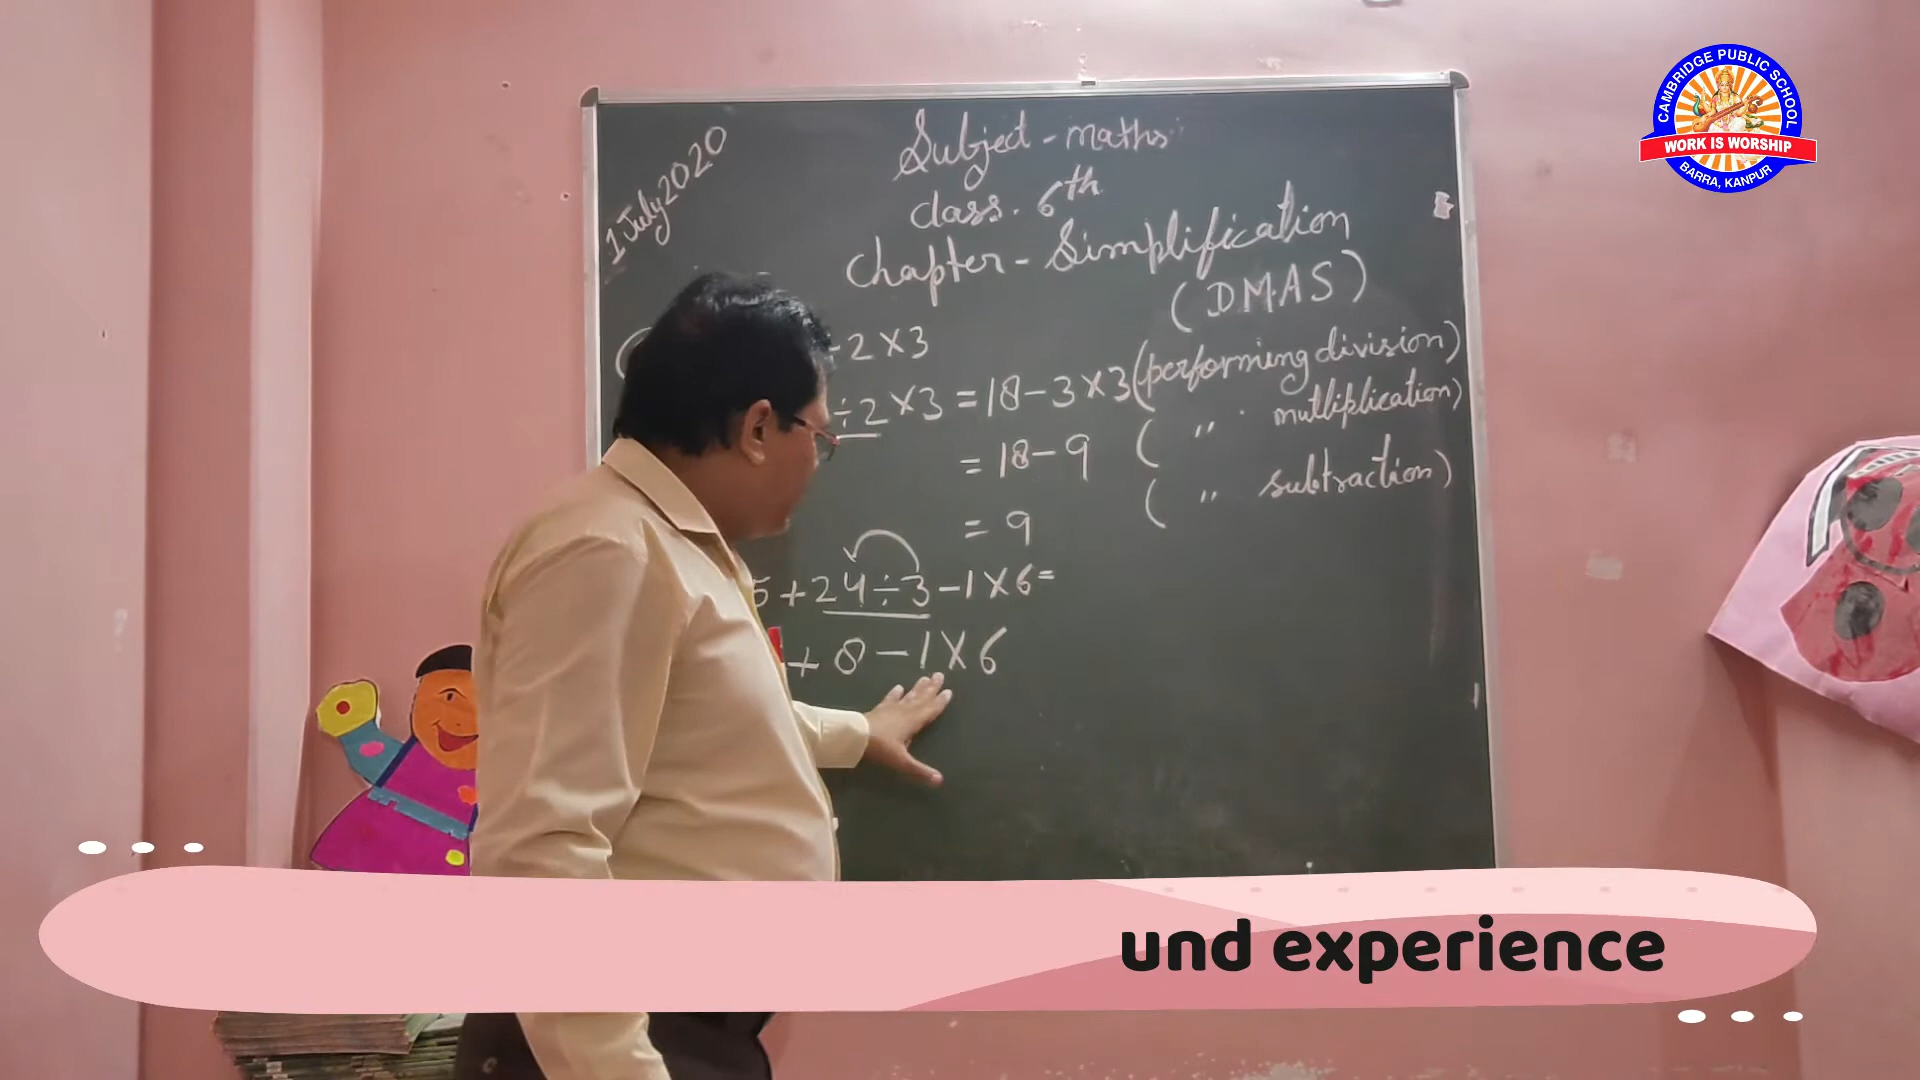 1 July 2020
Subject - maths
class. 6th
Chapter - Simplification
(DMAS)
-2×3
÷2×3 =18-3×3(performing division)
=18-9 ( " multliplication)
= 9 ( " subtraction)
5+24÷3-1×6=
+8-1×6
CAMBRIDGE PUBLIC SCHOOL
WORK IS WORSHIP
BARRA, KANPUR
und experience